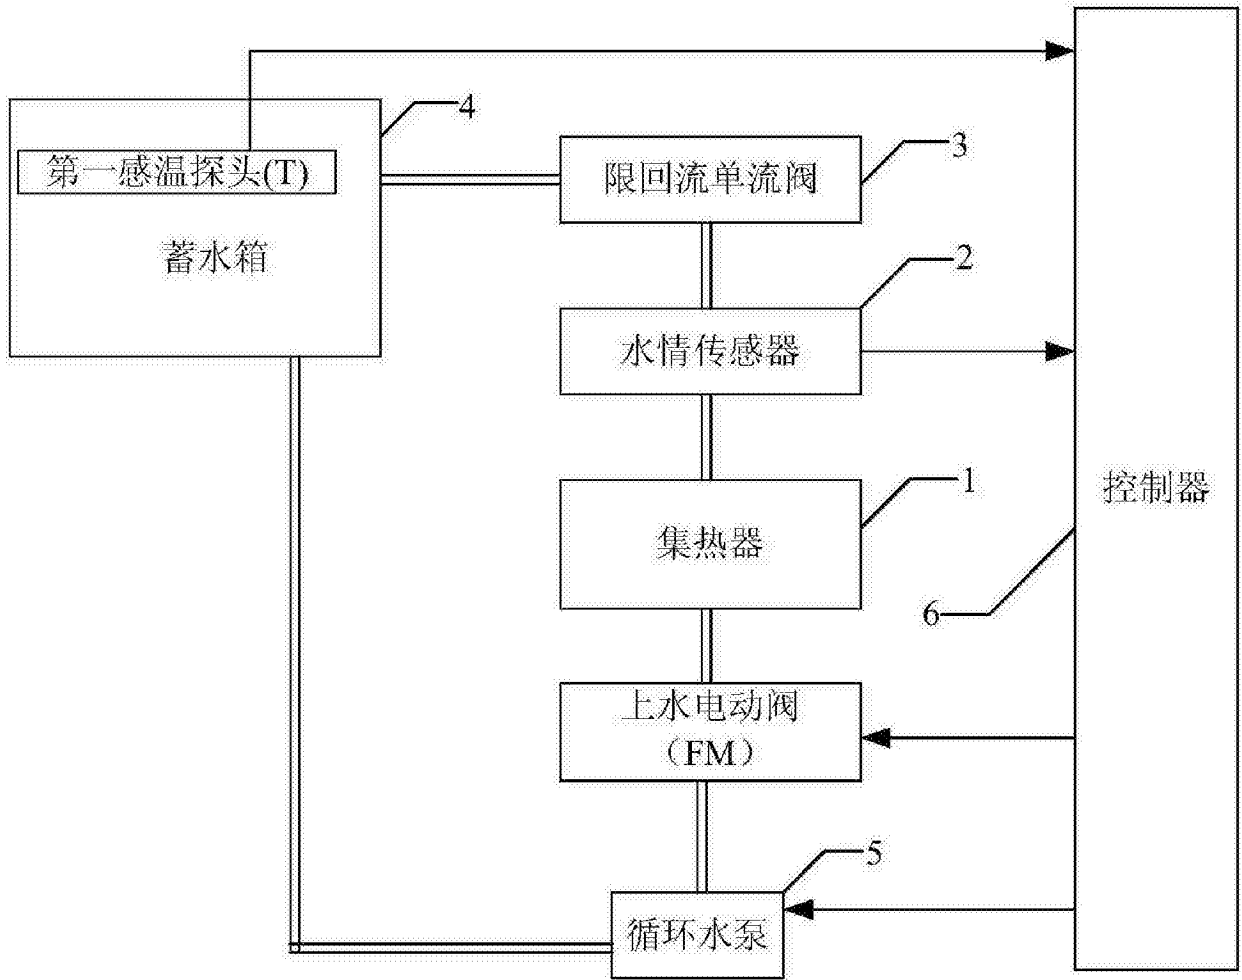 4
第一感温探头(T)
蓄水箱
3
限回流单流阀
2
水情传感器
1
集热器
控制器
6
上水电动阀
（FM）
5
循环水泵